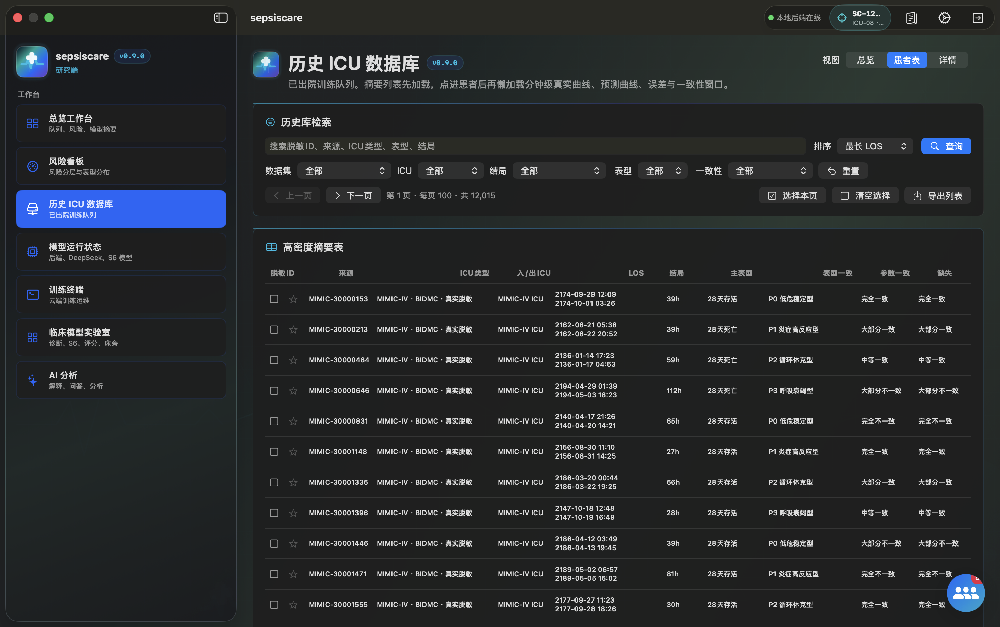 sepsiscare
本地后端在线
SC-12...
ICU-08 ·...
sepsiscare v0.9.0
研究端
工作台
总览工作台
队列、风险、模型摘要
风险看板
风险分层与表型分布
历史 ICU 数据库
已出院训练队列
模型运行状态
后端、DeepSeek、S6 模型
训练终端
云端训练运维
临床模型实验室
诊断、S6、评分、床旁
AI 分析
解释、问答、分析
历史 ICU 数据库 v0.9.0
已出院训练队列。摘要列表先加载，点进患者后再懒加载分钟级真实曲线、预测曲线、误差与一致性窗口。
视图 总览 患者表 详情
历史库检索
搜索脱敏ID、来源、ICU类型、表型、结局 排序 最长 LOS 查询
数据集 全部 ICU 全部 结局 全部 表型 全部 一致性 全部 重置
上一页 下一页 第 1 页 · 每页 100 · 共 12,015 选择本页 清空选择 导出列表
高密度摘要表
脱敏ID 来源 ICU类型 入/出ICU LOS 结局 主表型 表型一致 参数一致 缺失
MIMIC-30000153 MIMIC-IV · BIDMC · 真实脱敏 MIMIC-IV ICU 2174-09-29 12:09 39h 28天存活 P0 低危稳定型 完全一致 完全一致
2174-10-01 03:26
MIMIC-30000213 MIMIC-IV · BIDMC · 真实脱敏 MIMIC-IV ICU 2162-06-21 05:38 39h 28天死亡 P1 炎症高反应型 大部分一致 大部分一致
2162-06-22 20:52
MIMIC-30000484 MIMIC-IV · BIDMC · 真实脱敏 MIMIC-IV ICU 2136-01-14 17:23 59h 28天死亡 P2 循环休克型 中等一致 中等一致
2136-01-17 04:53
MIMIC-30000646 MIMIC-IV · BIDMC · 真实脱敏 MIMIC-IV ICU 2194-04-29 01:39 112h 28天死亡 P3 呼吸衰竭型 大部分不一致 大部分不一致
2194-05-03 18:23
MIMIC-30000831 MIMIC-IV · BIDMC · 真实脱敏 MIMIC-IV ICU 2140-04-17 21:26 65h 28天存活 P0 低危稳定型 完全不一致 完全不一致
2140-04-20 14:21
MIMIC-30001148 MIMIC-IV · BIDMC · 真实脱敏 MIMIC-IV ICU 2156-08-30 11:10 27h 28天存活 P1 炎症高反应型 完全一致 完全一致
2156-08-31 14:25
MIMIC-30001336 MIMIC-IV · BIDMC · 真实脱敏 MIMIC-IV ICU 2186-03-20 00:44 66h 28天存活 P2 循环休克型 大部分一致 大部分一致
2186-03-22 19:25
MIMIC-30001396 MIMIC-IV · BIDMC · 真实脱敏 MIMIC-IV ICU 2147-10-18 12:48 28h 28天存活 P3 呼吸衰竭型 中等一致 中等一致
2147-10-19 16:49
MIMIC-30001446 MIMIC-IV · BIDMC · 真实脱敏 MIMIC-IV ICU 2186-04-12 03:49 39h 28天存活 P0 低危稳定型 大部分不一致 大部分不一致
2186-04-13 19:45
MIMIC-30001471 MIMIC-IV · BIDMC · 真实脱敏 MIMIC-IV ICU 2189-05-02 06:57 81h 28天存活 P1 炎症高反应型 完全不一致 完全不一致
2189-05-05 16:02
MIMIC-30001555 MIMIC-IV · BIDMC · 真实脱敏 MIMIC-IV ICU 2177-09-27 11:23 30h 28天存活 P2 循环休克型 完全一致 完全一致
2177-09-28 18:26